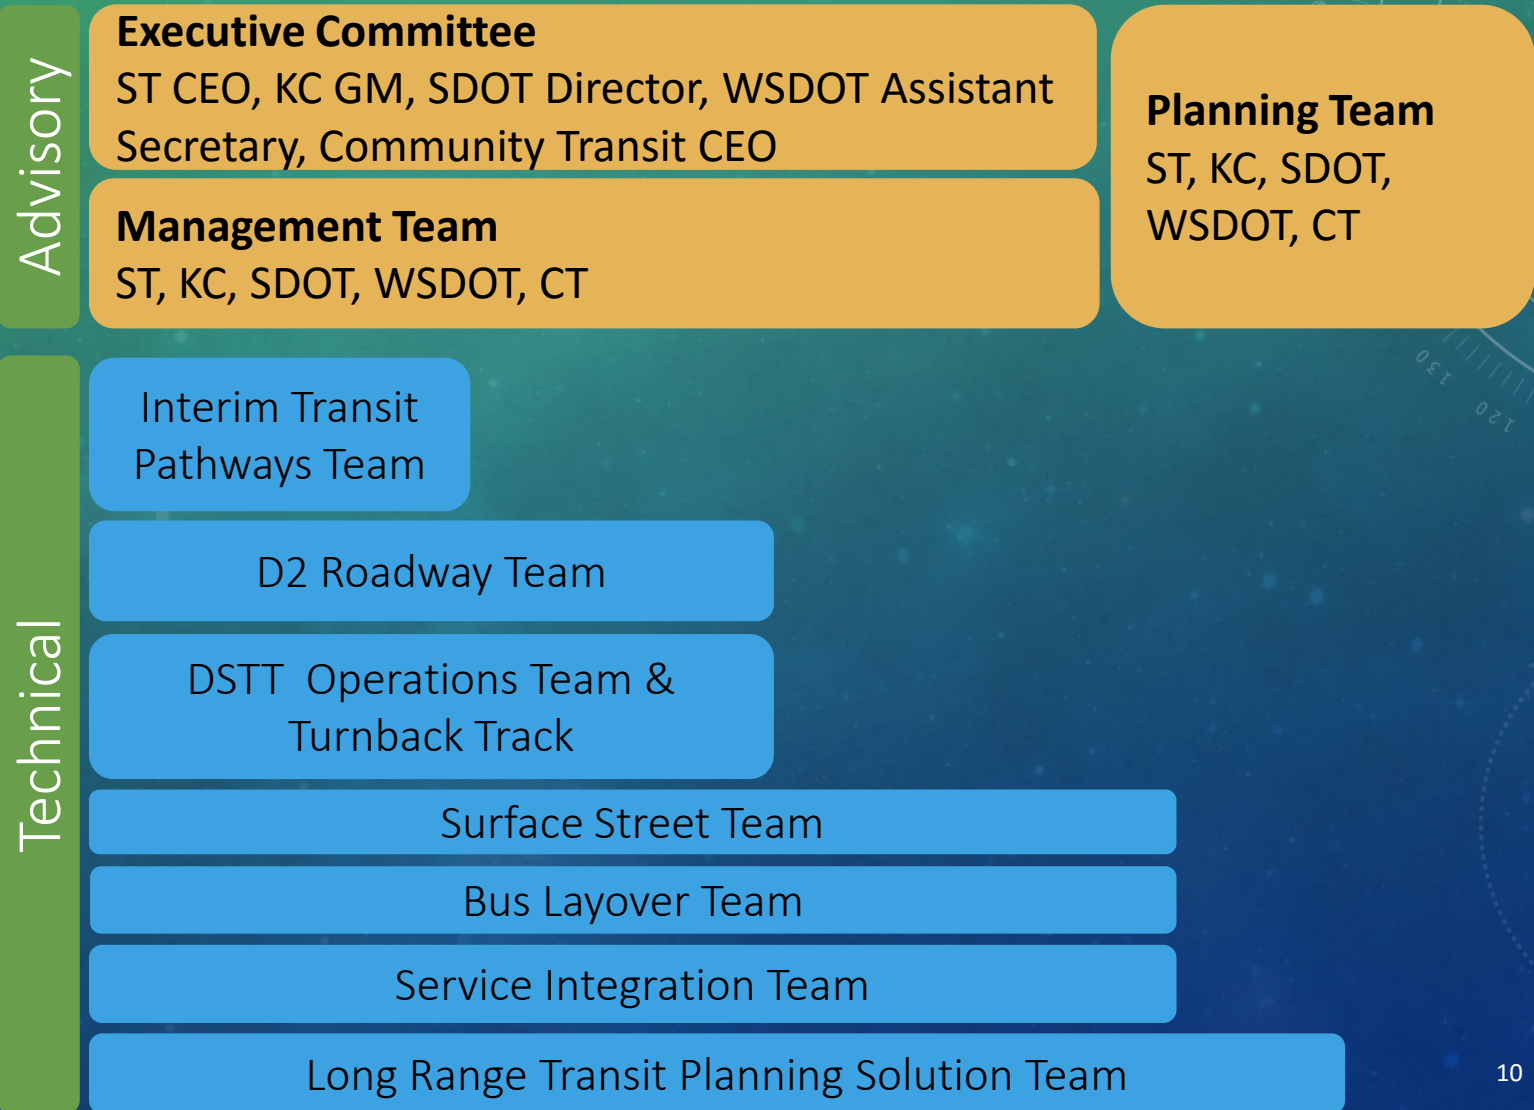 Advisory
Executive Committee
ST CEO, KC GM, SDOT Director, WSDOT Assistant
Secretary, Community Transit CEO
Management Team
ST, KC, SDOT, WSDOT, CT
Planning Team
ST, KC, SDOT,
WSDOT, CT
130
120
Technical
Interim Transit
Pathways Team
D2 Roadway Team
DSTT  Operations Team &
Turnback Track
Surface Street Team
Bus Layover Team
Service Integration Team
Long Range Transit Planning Solution Team
10